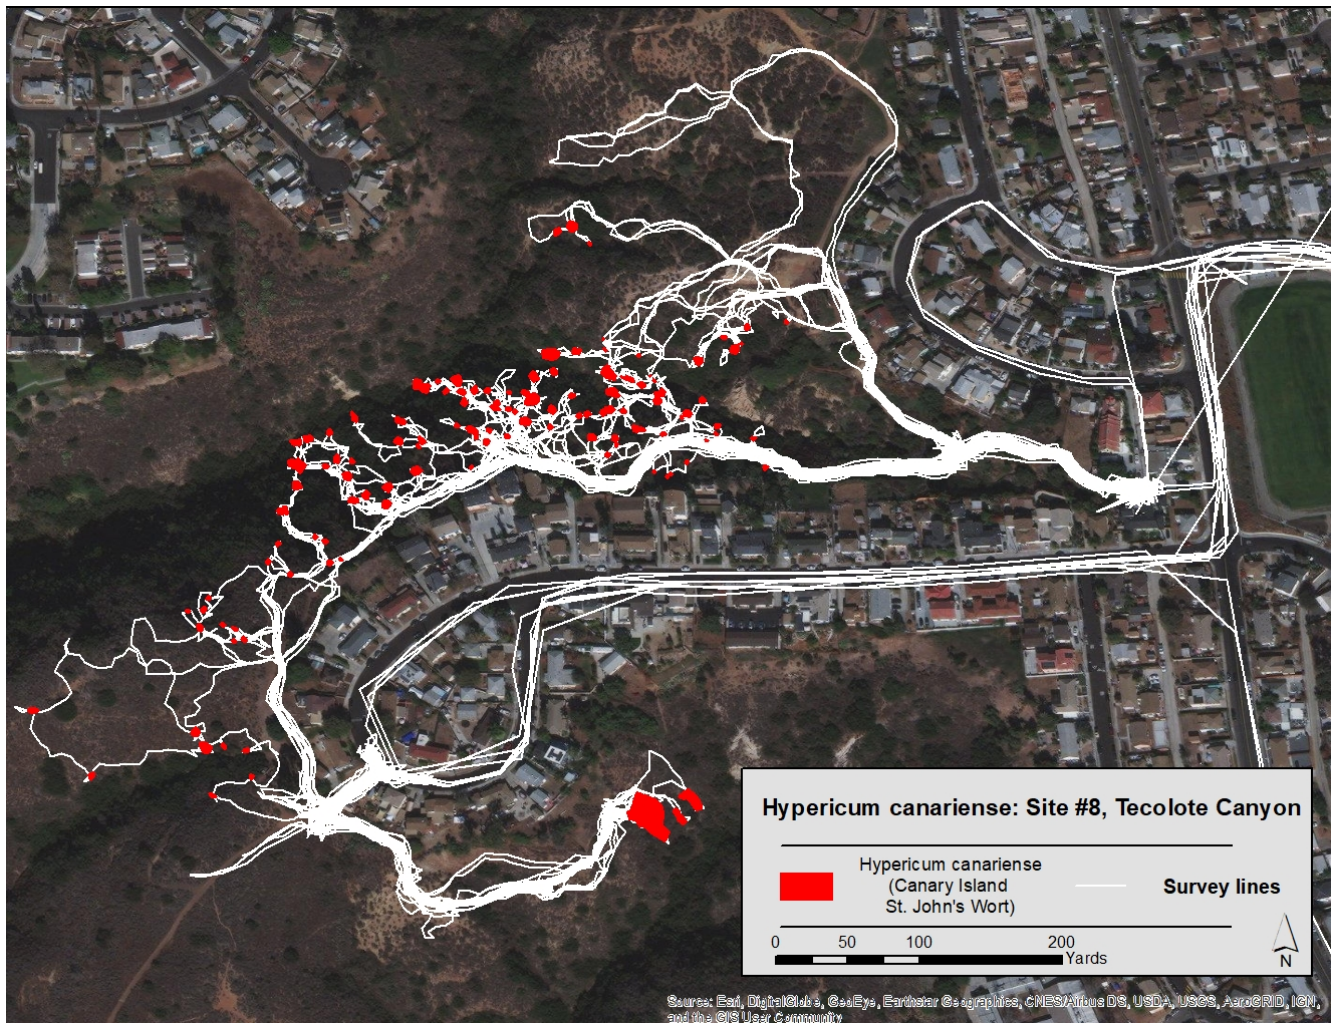 Hypericum canariense: Site #8, Tecolote Canyon
Hypericum canariense
(Canary Island
St. John's Wort)
Survey lines
0 50 100 200
Yards
N
Source: Esri, DigitalGlobe, GeoEye, Earthstar Geographics, CNES/Airbus DS, USDA, USGS, AeroGRID, IGN,
and the GIS User Community